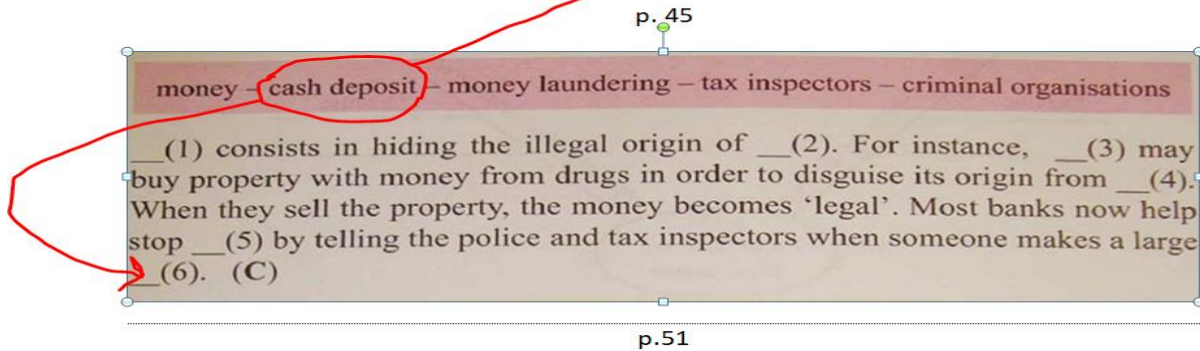 p. 45
money – cash deposit – money laundering – tax inspectors – criminal organisations
__(1) consists in hiding the illegal origin of __(2). For instance, __(3) may
buy property with money from drugs in order to disguise its origin from __(4).
When they sell the property, the money becomes ‘legal’. Most banks now help
stop __(5) by telling the police and tax inspectors when someone makes a large
__(6). (C)
p.51